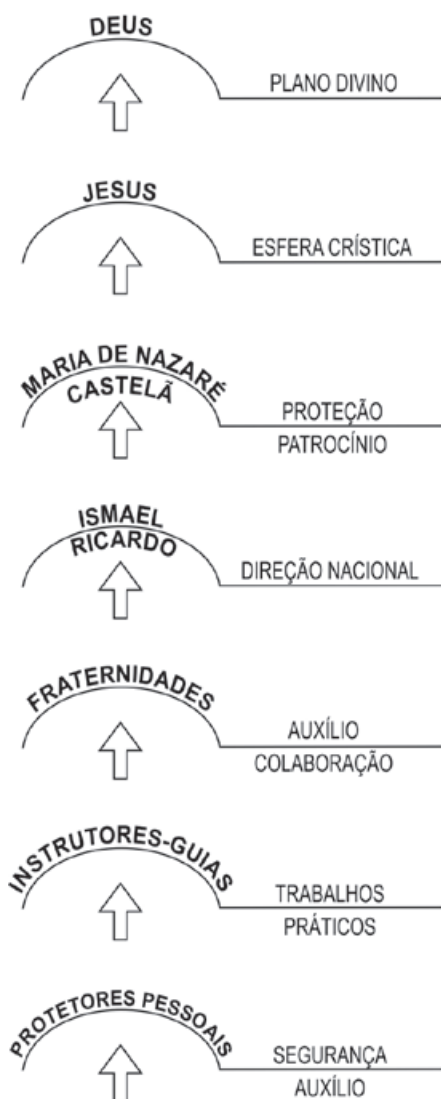 DEUS
PLANO DIVINO
JESUS
ESFERA CRÍSTICA
MARIA DE NAZARÉ
CASTELÃ
PROTEÇÃO
PATROCÍNIO
ISMAEL
RICARDO
DIREÇÃO NACIONAL
FRATERNIDADES
AUXÍLIO
COLABORAÇÃO
INSTRUTORES-GUIAS
TRABALHOS
PRÁTICOS
PROTETORES PESSOAIS
SEGURANÇA
AUXÍLIO